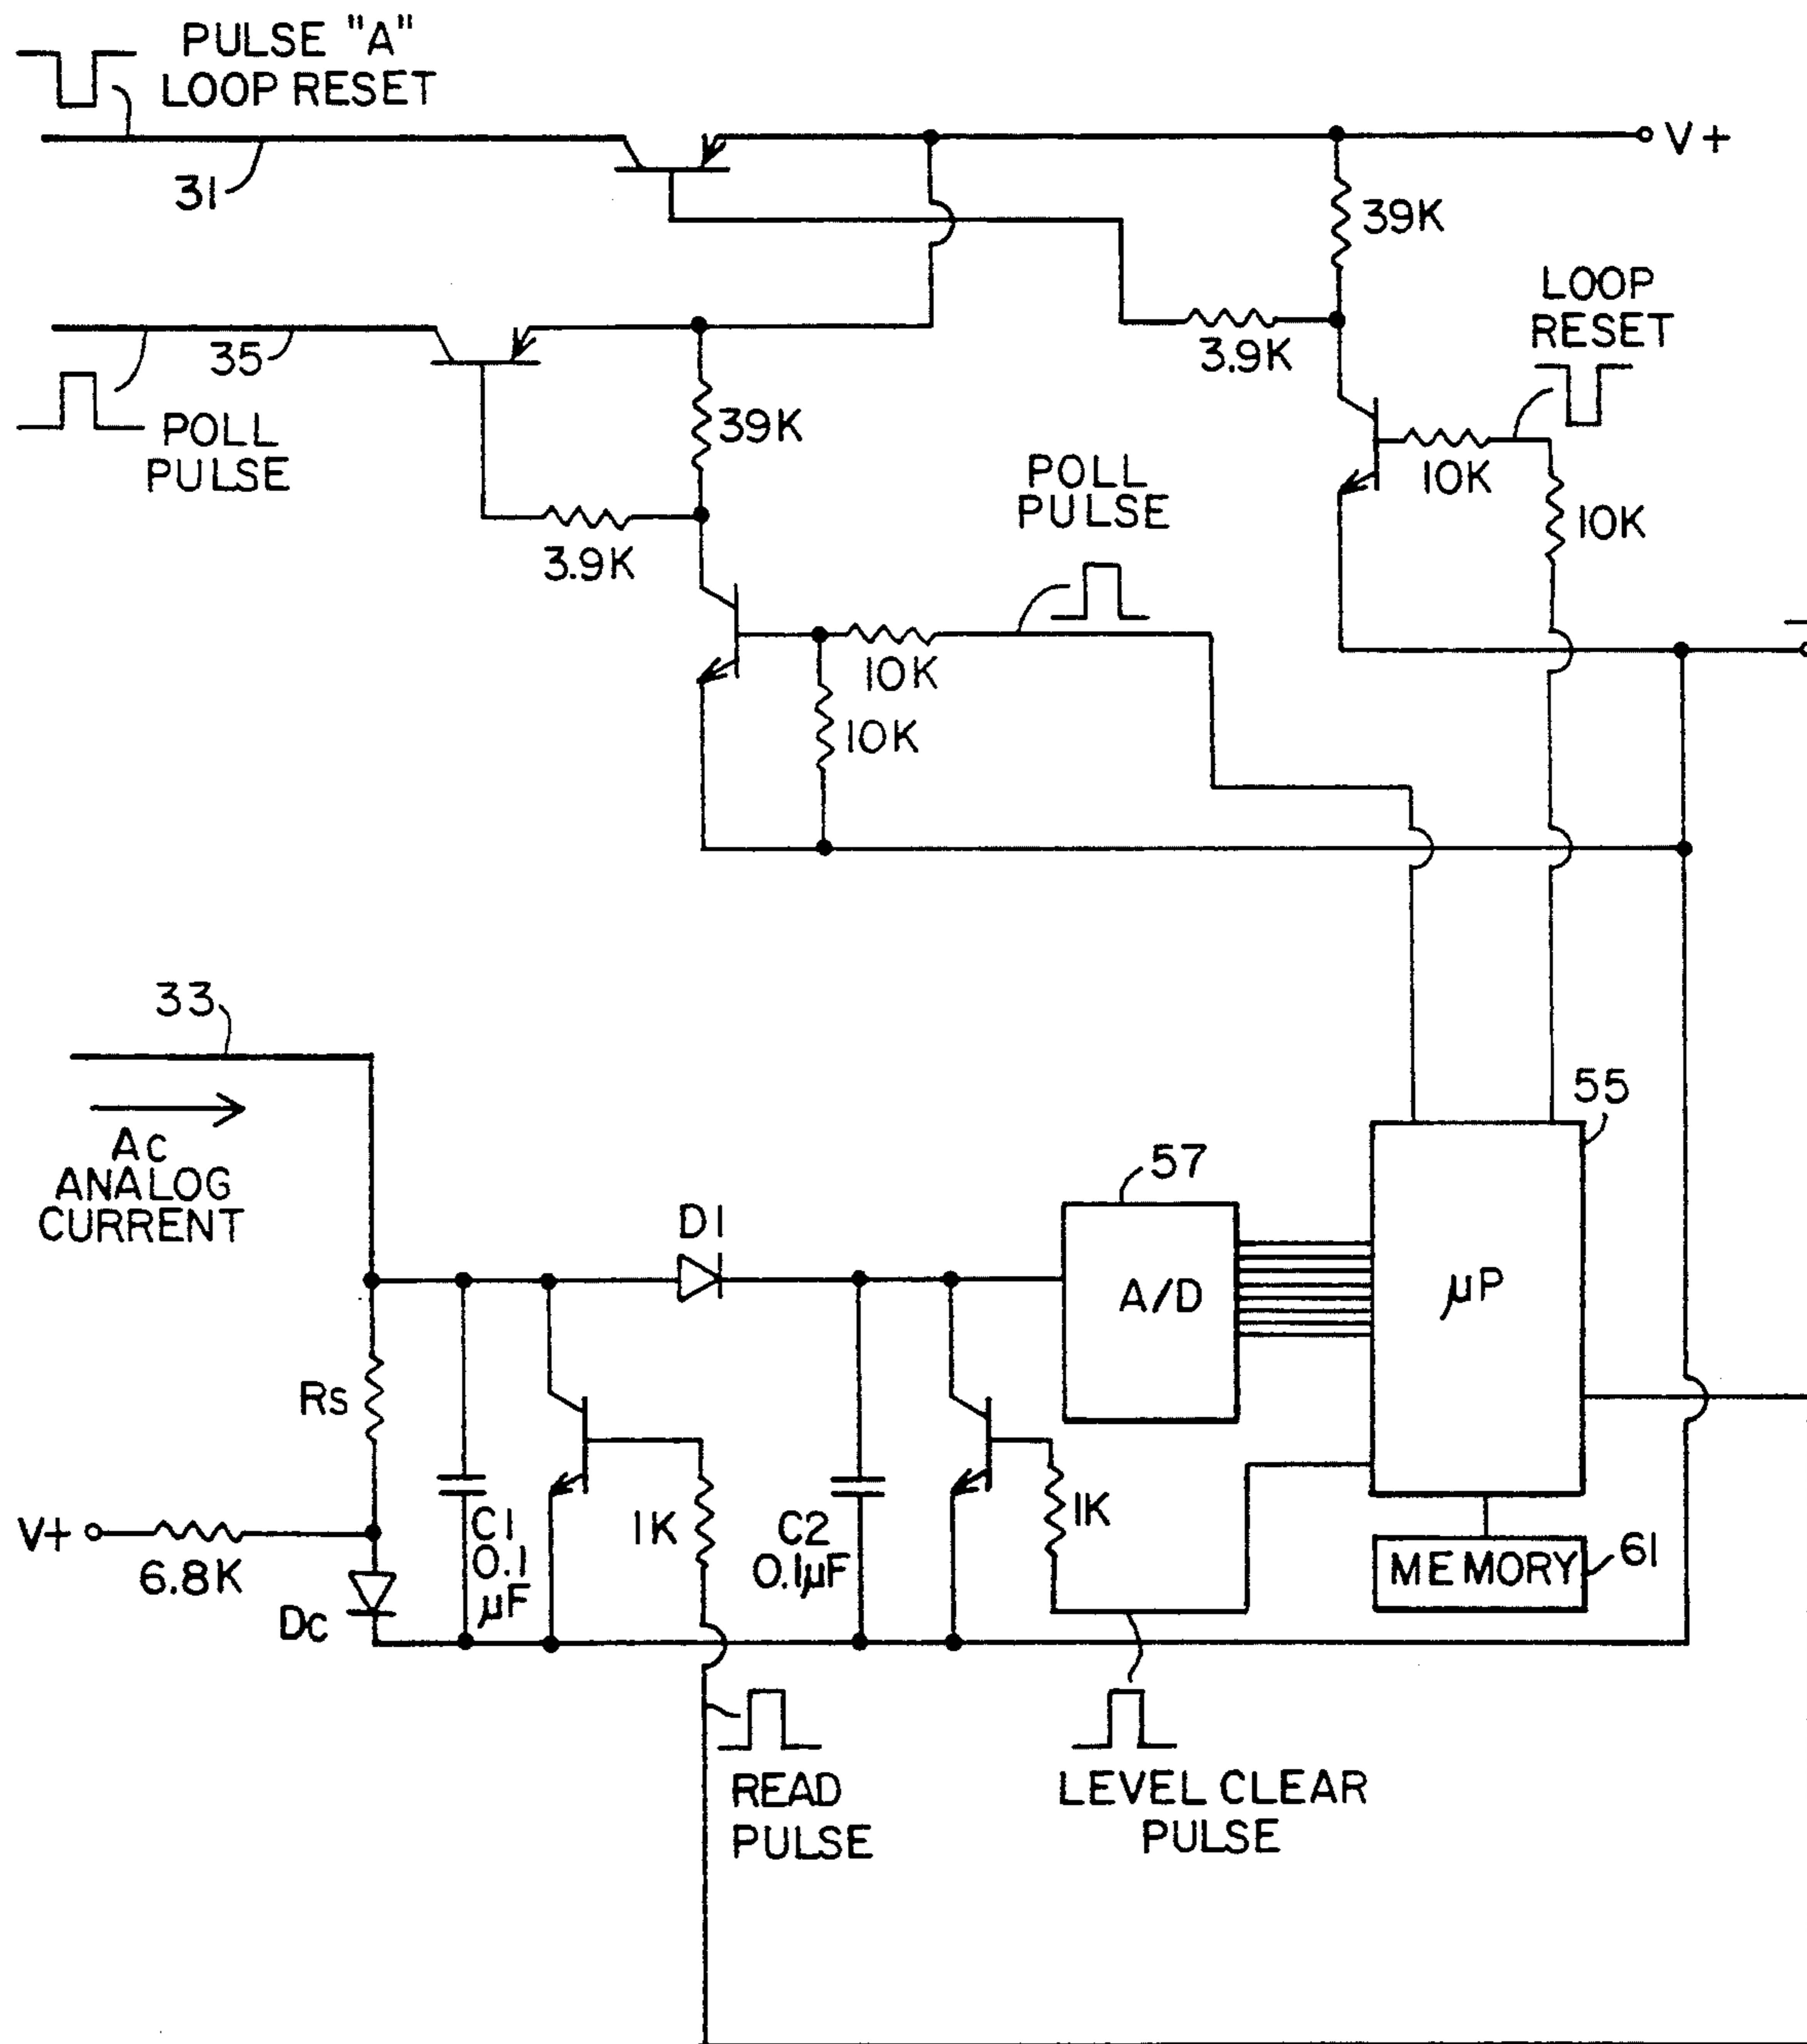 PULSE "A"
LOOP RESET
31
V+
39K
LOOP
RESET
3.9K
35
POLL
PULSE
39K
10K
10K
POLL
PULSE
3.9K
10K
10K
33
AC
ANALOG
CURRENT
55
57
D1
A/D
µP
RS
C1
0.1
µF
1K
C2
0.1µF
1K
V+
6.8K
DC
MEMORY
61
READ
PULSE
LEVEL CLEAR
PULSE